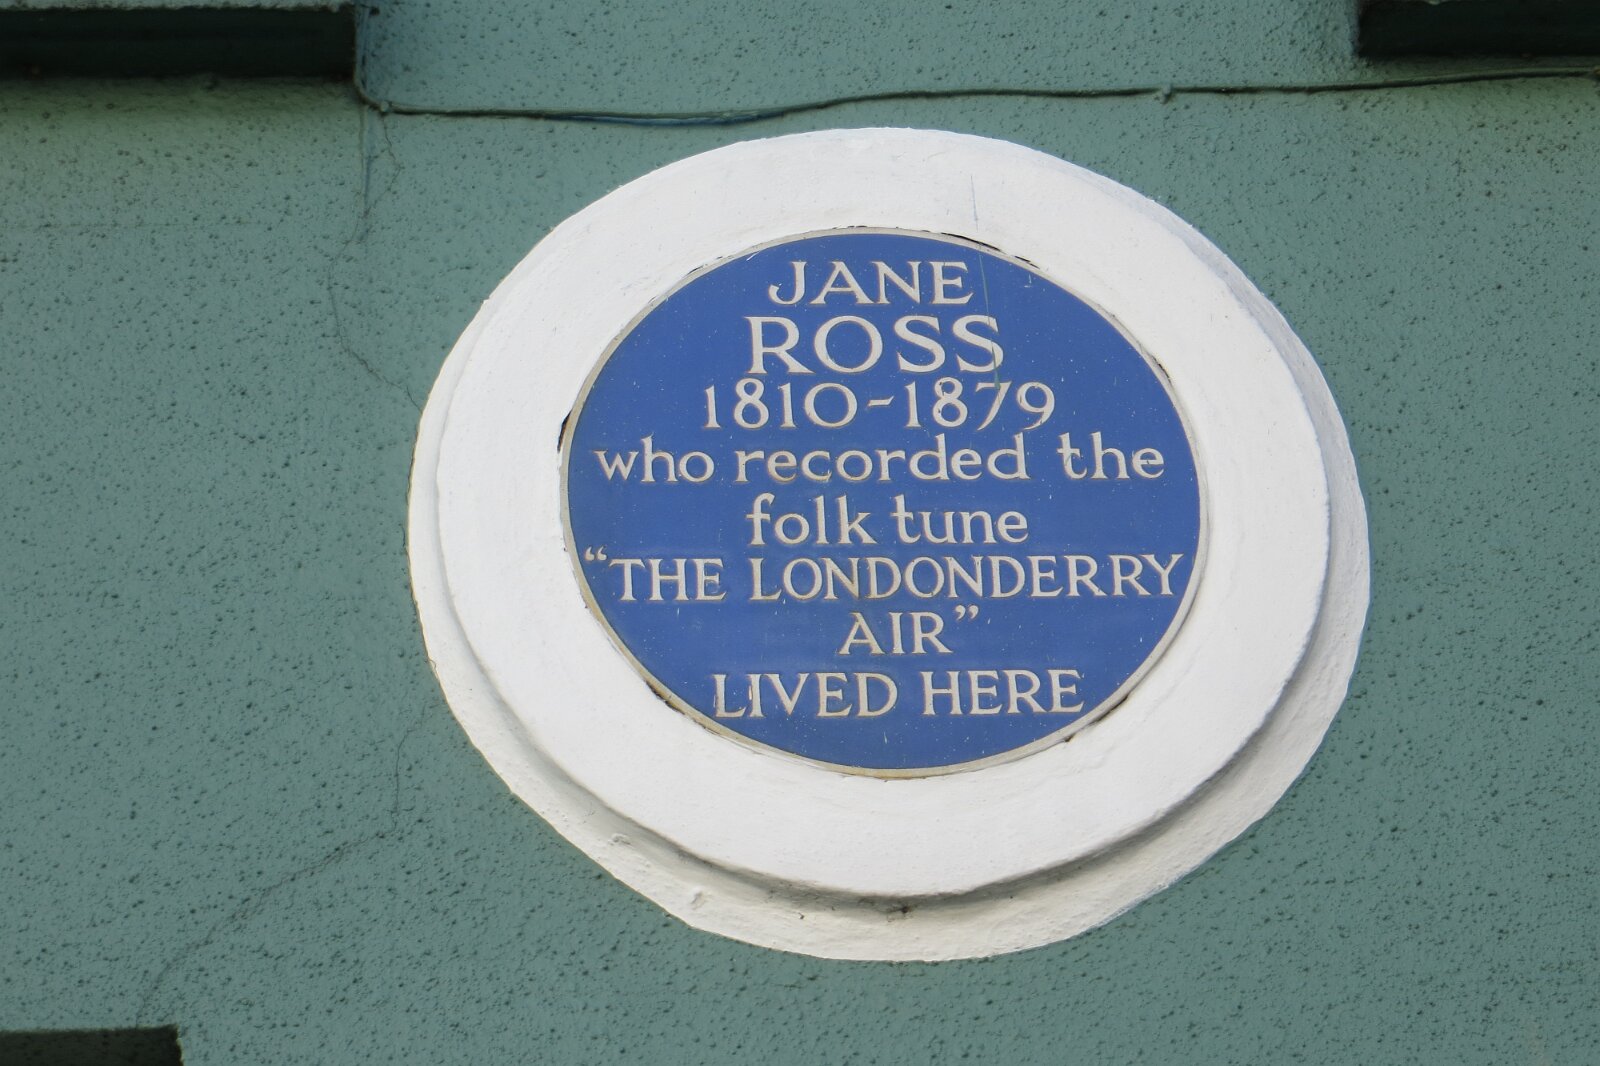 JANE
ROSS
1810-1879
who recorded the
folk tune
“THE LONDONDERRY
AIR”
LIVED HERE